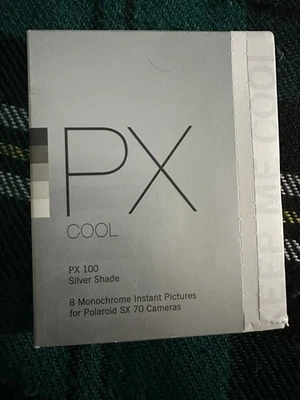 PX
COOL
PX 100
Silver Shade
8 Monochrome Instant Pictures
for Polaroid SX 70 Cameras
KEEP ME COOL